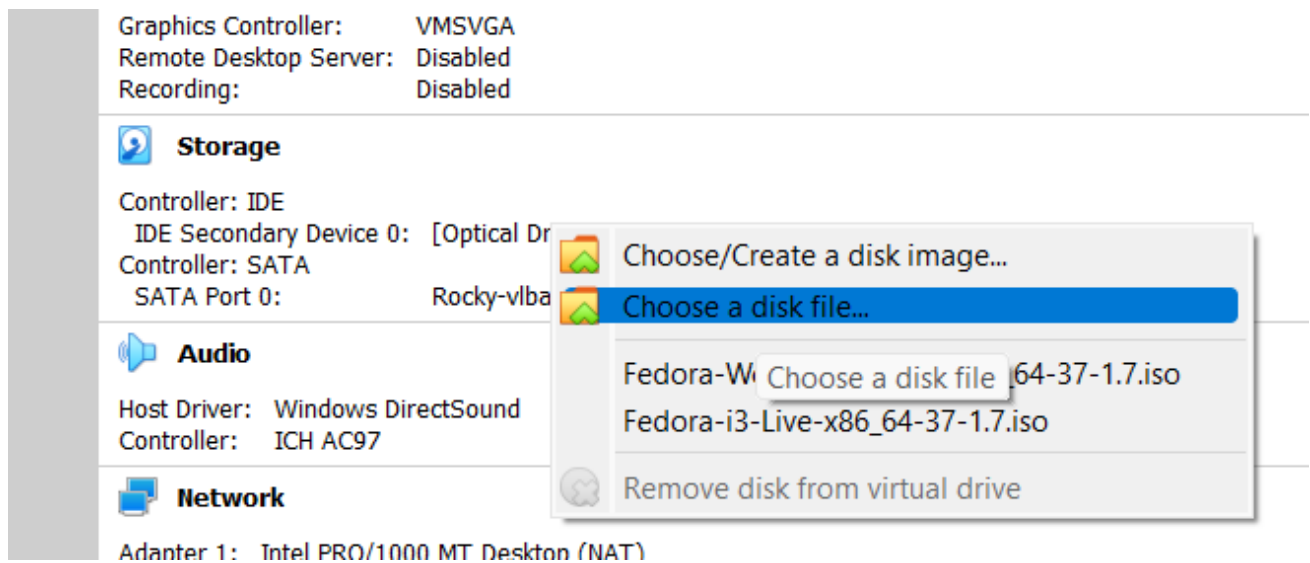 Graphics Controller: VMSVGA
Remote Desktop Server: Disabled
Recording: Disabled
Storage
Controller: IDE
IDE Secondary Device 0: [Optical Dr
Controller: SATA
SATA Port 0: Rocky-vlba
Choose/Create a disk image...
Choose a disk file...
Fedora-W 64-37-1.7.iso
Choose a disk file
Fedora-i3-Live-x86_64-37-1.7.iso
Remove disk from virtual drive
Audio
Host Driver: Windows DirectSound
Controller: ICH AC97
Network
Adapter 1: Intel PRO/1000 MT Desktop (NAT)